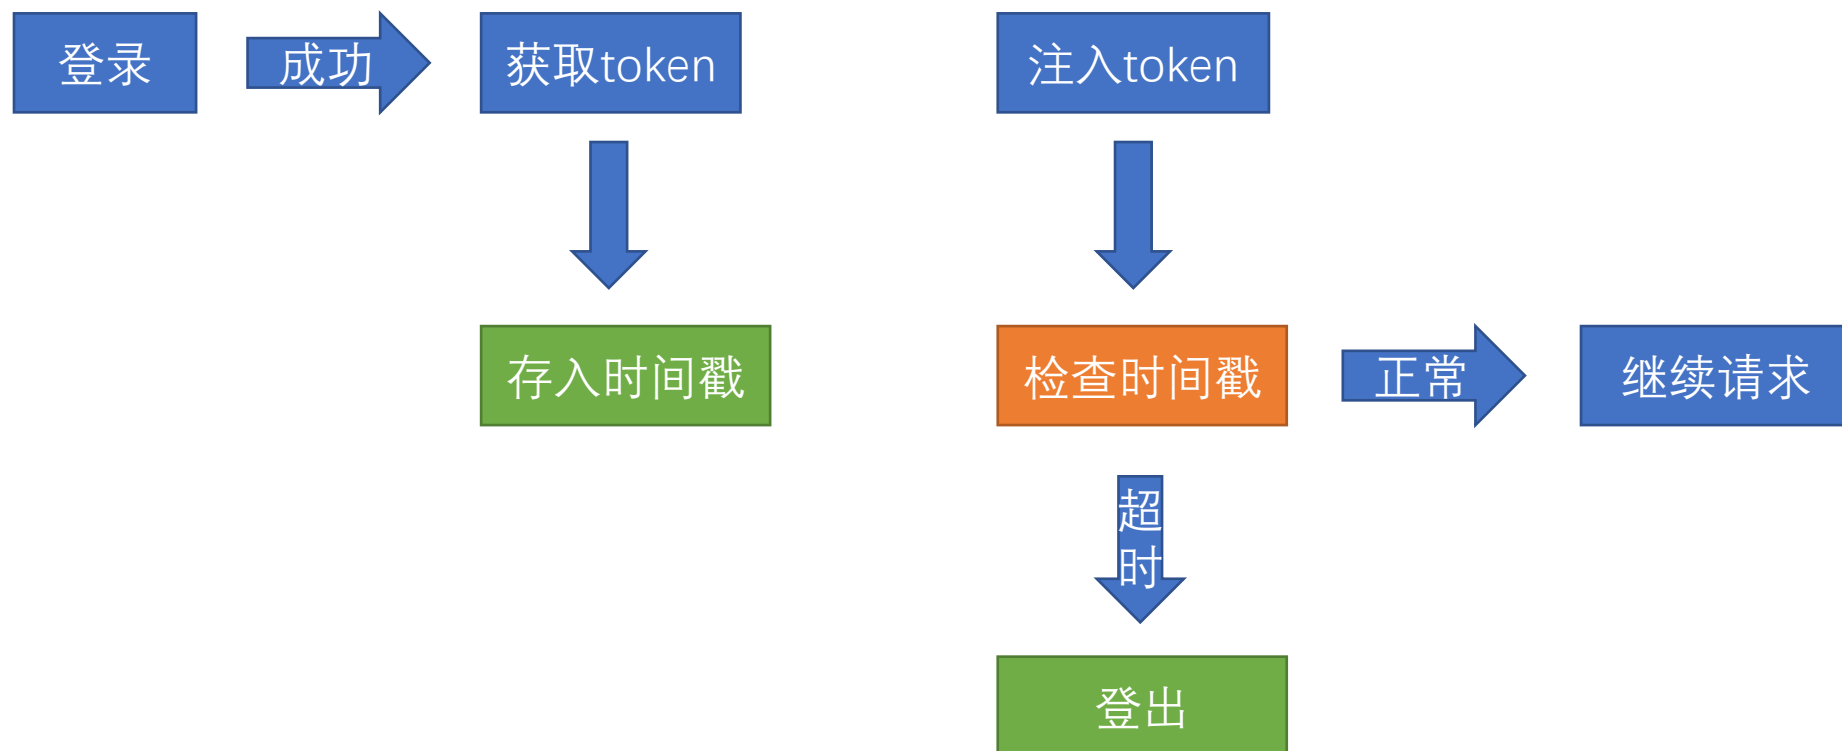 登录
成功
获取token
注入token
存入时间戳
检查时间戳
正常
继续请求
超
时
登出